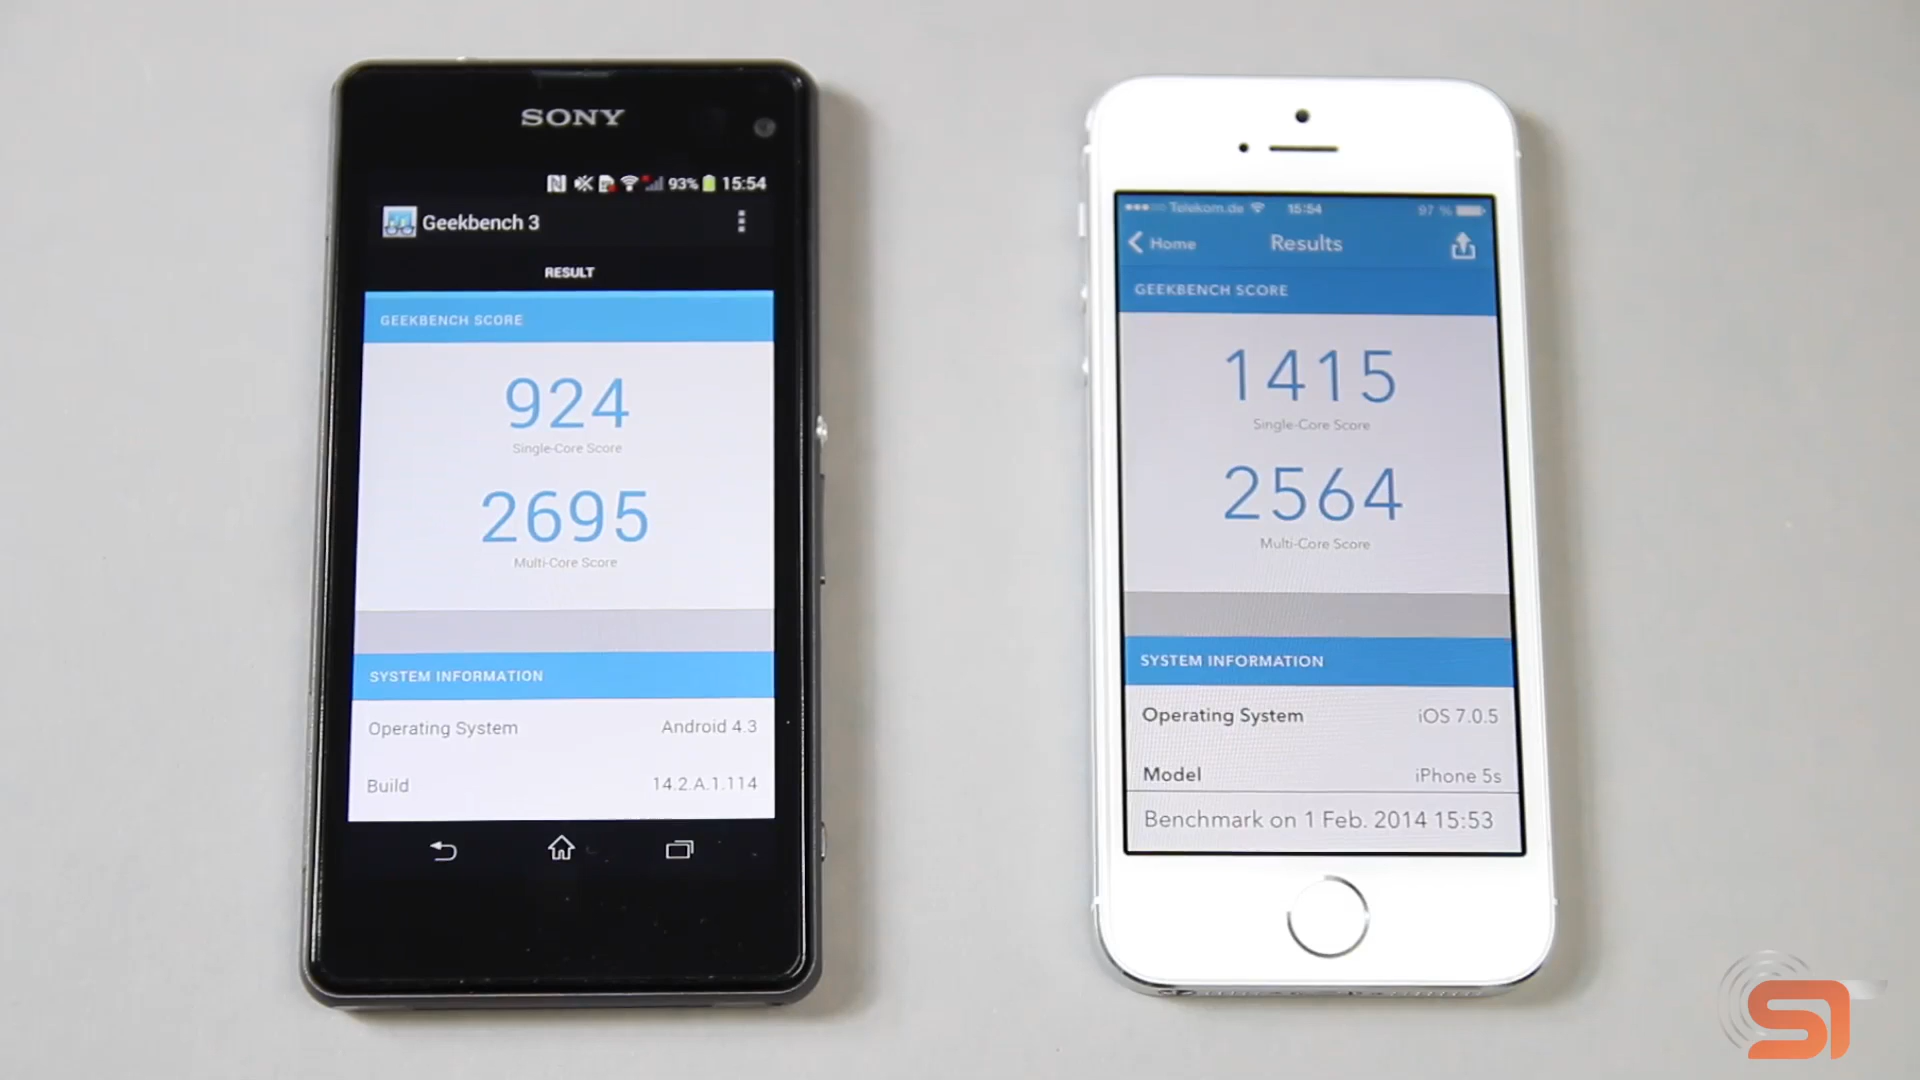 SONY
93% 15:54
Geekbench 3
RESULT
GEEKBENCH SCORE
924
Single-Core Score
2695
Multi-Core Score
SYSTEM INFORMATION
Operating System Android 4.3
Build 14.2.A.1.114
Telekom.de 15:54 97 %
Home Results
GEEKBENCH SCORE
1415
Single-Core Score
2564
Multi-Core Score
SYSTEM INFORMATION
Operating System iOS 7.0.5
Model iPhone 5s
Benchmark on 1 Feb. 2014 15:53